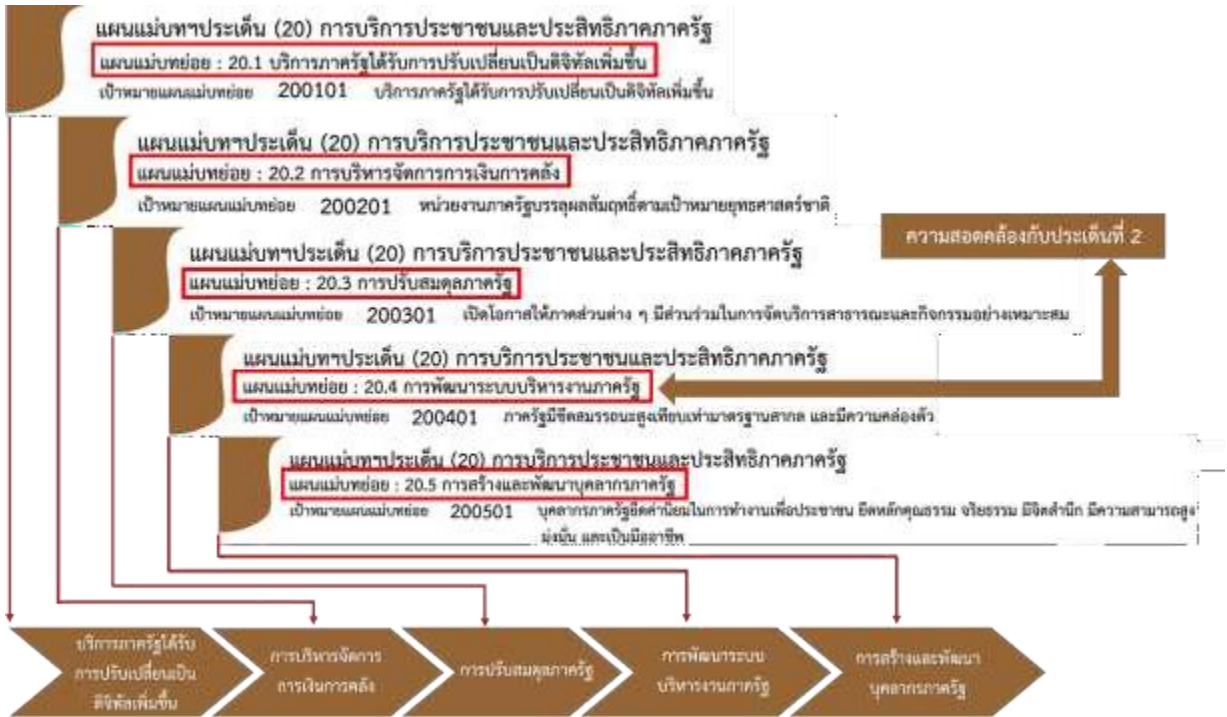 แผนแม่บทฯประเด็น (20) การบริการประชาชนและประสิทธิภาคภาครัฐ
แผนแม่บทย่อย : 20.1 บริการภาครัฐได้รับการปรับเปลี่ยนเป็นดิจิทัลเพิ่มขึ้น
เป้าหมายแผนแม่บทย่อย 200101 บริการภาครัฐได้รับการปรับเปลี่ยนเป็นดิจิทัลเพิ่มขึ้น
แผนแม่บทฯประเด็น (20) การบริการประชาชนและประสิทธิภาคภาครัฐ
แผนแม่บทย่อย : 20.2 การบริหารจัดการการเงินการคลัง
เป้าหมายแผนแม่บทย่อย 200201 หน่วยงานภาครัฐบรรลุผลสัมฤทธิ์ตามเป้าหมายยุทธศาสตร์ชาติ
ความสอดคล้องกับประเด็นที่ 2
แผนแม่บทฯประเด็น (20) การบริการประชาชนและประสิทธิภาคภาครัฐ
แผนแม่บทย่อย : 20.3 การปรับสมดุลภาครัฐ
เป้าหมายแผนแม่บทย่อย 200301 เปิดโอกาสให้ภาคส่วนต่าง ๆ มีส่วนร่วมในการจัดบริการสาธารณะและกิจกรรมอย่างเหมาะสม
แผนแม่บทฯประเด็น (20) การบริการประชาชนและประสิทธิภาคภาครัฐ
แผนแม่บทย่อย : 20.4 การพัฒนาระบบบริหารงานภาครัฐ
เป้าหมายแผนแม่บทย่อย 200401 ภาครัฐมีขีดสมรรถนะสูงเทียบเท่ามาตรฐานสากล และมีความคล่องตัว
แผนแม่บทฯประเด็น (20) การบริการประชาชนและประสิทธิภาคภาครัฐ
แผนแม่บทย่อย : 20.5 การสร้างและพัฒนาบุคลากรภาครัฐ
เป้าหมายแผนแม่บทย่อย 200501 บุคลากรภาครัฐยึดค่านิยมในการทำงานเพื่อประชาชน ยึดหลักคุณธรรม จริยธรรม มีจิตสำนึก มีความสามารถสูง
มุ่งมั่น และเป็นมืออาชีพ
บริการภาครัฐได้รับ
การปรับเปลี่ยนเป็น
ดิจิทัลเพิ่มขึ้น
การบริหารจัดการ
การเงินการคลัง
การปรับสมดุลภาครัฐ
การพัฒนาระบบ
บริหารงานภาครัฐ
การสร้างและพัฒนา
บุคลากรภาครัฐ